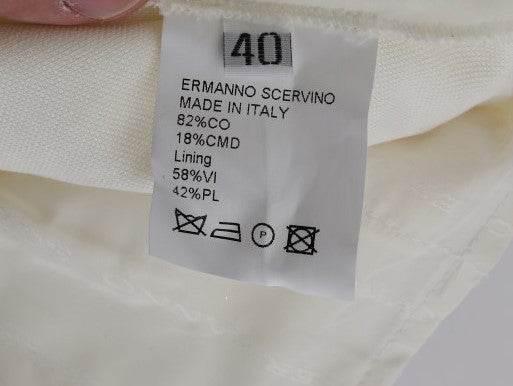 40
ERMANNO SCERVINO
MADE IN ITALY
82%CO
18%CMD
Lining
58%VI
42%PL
P